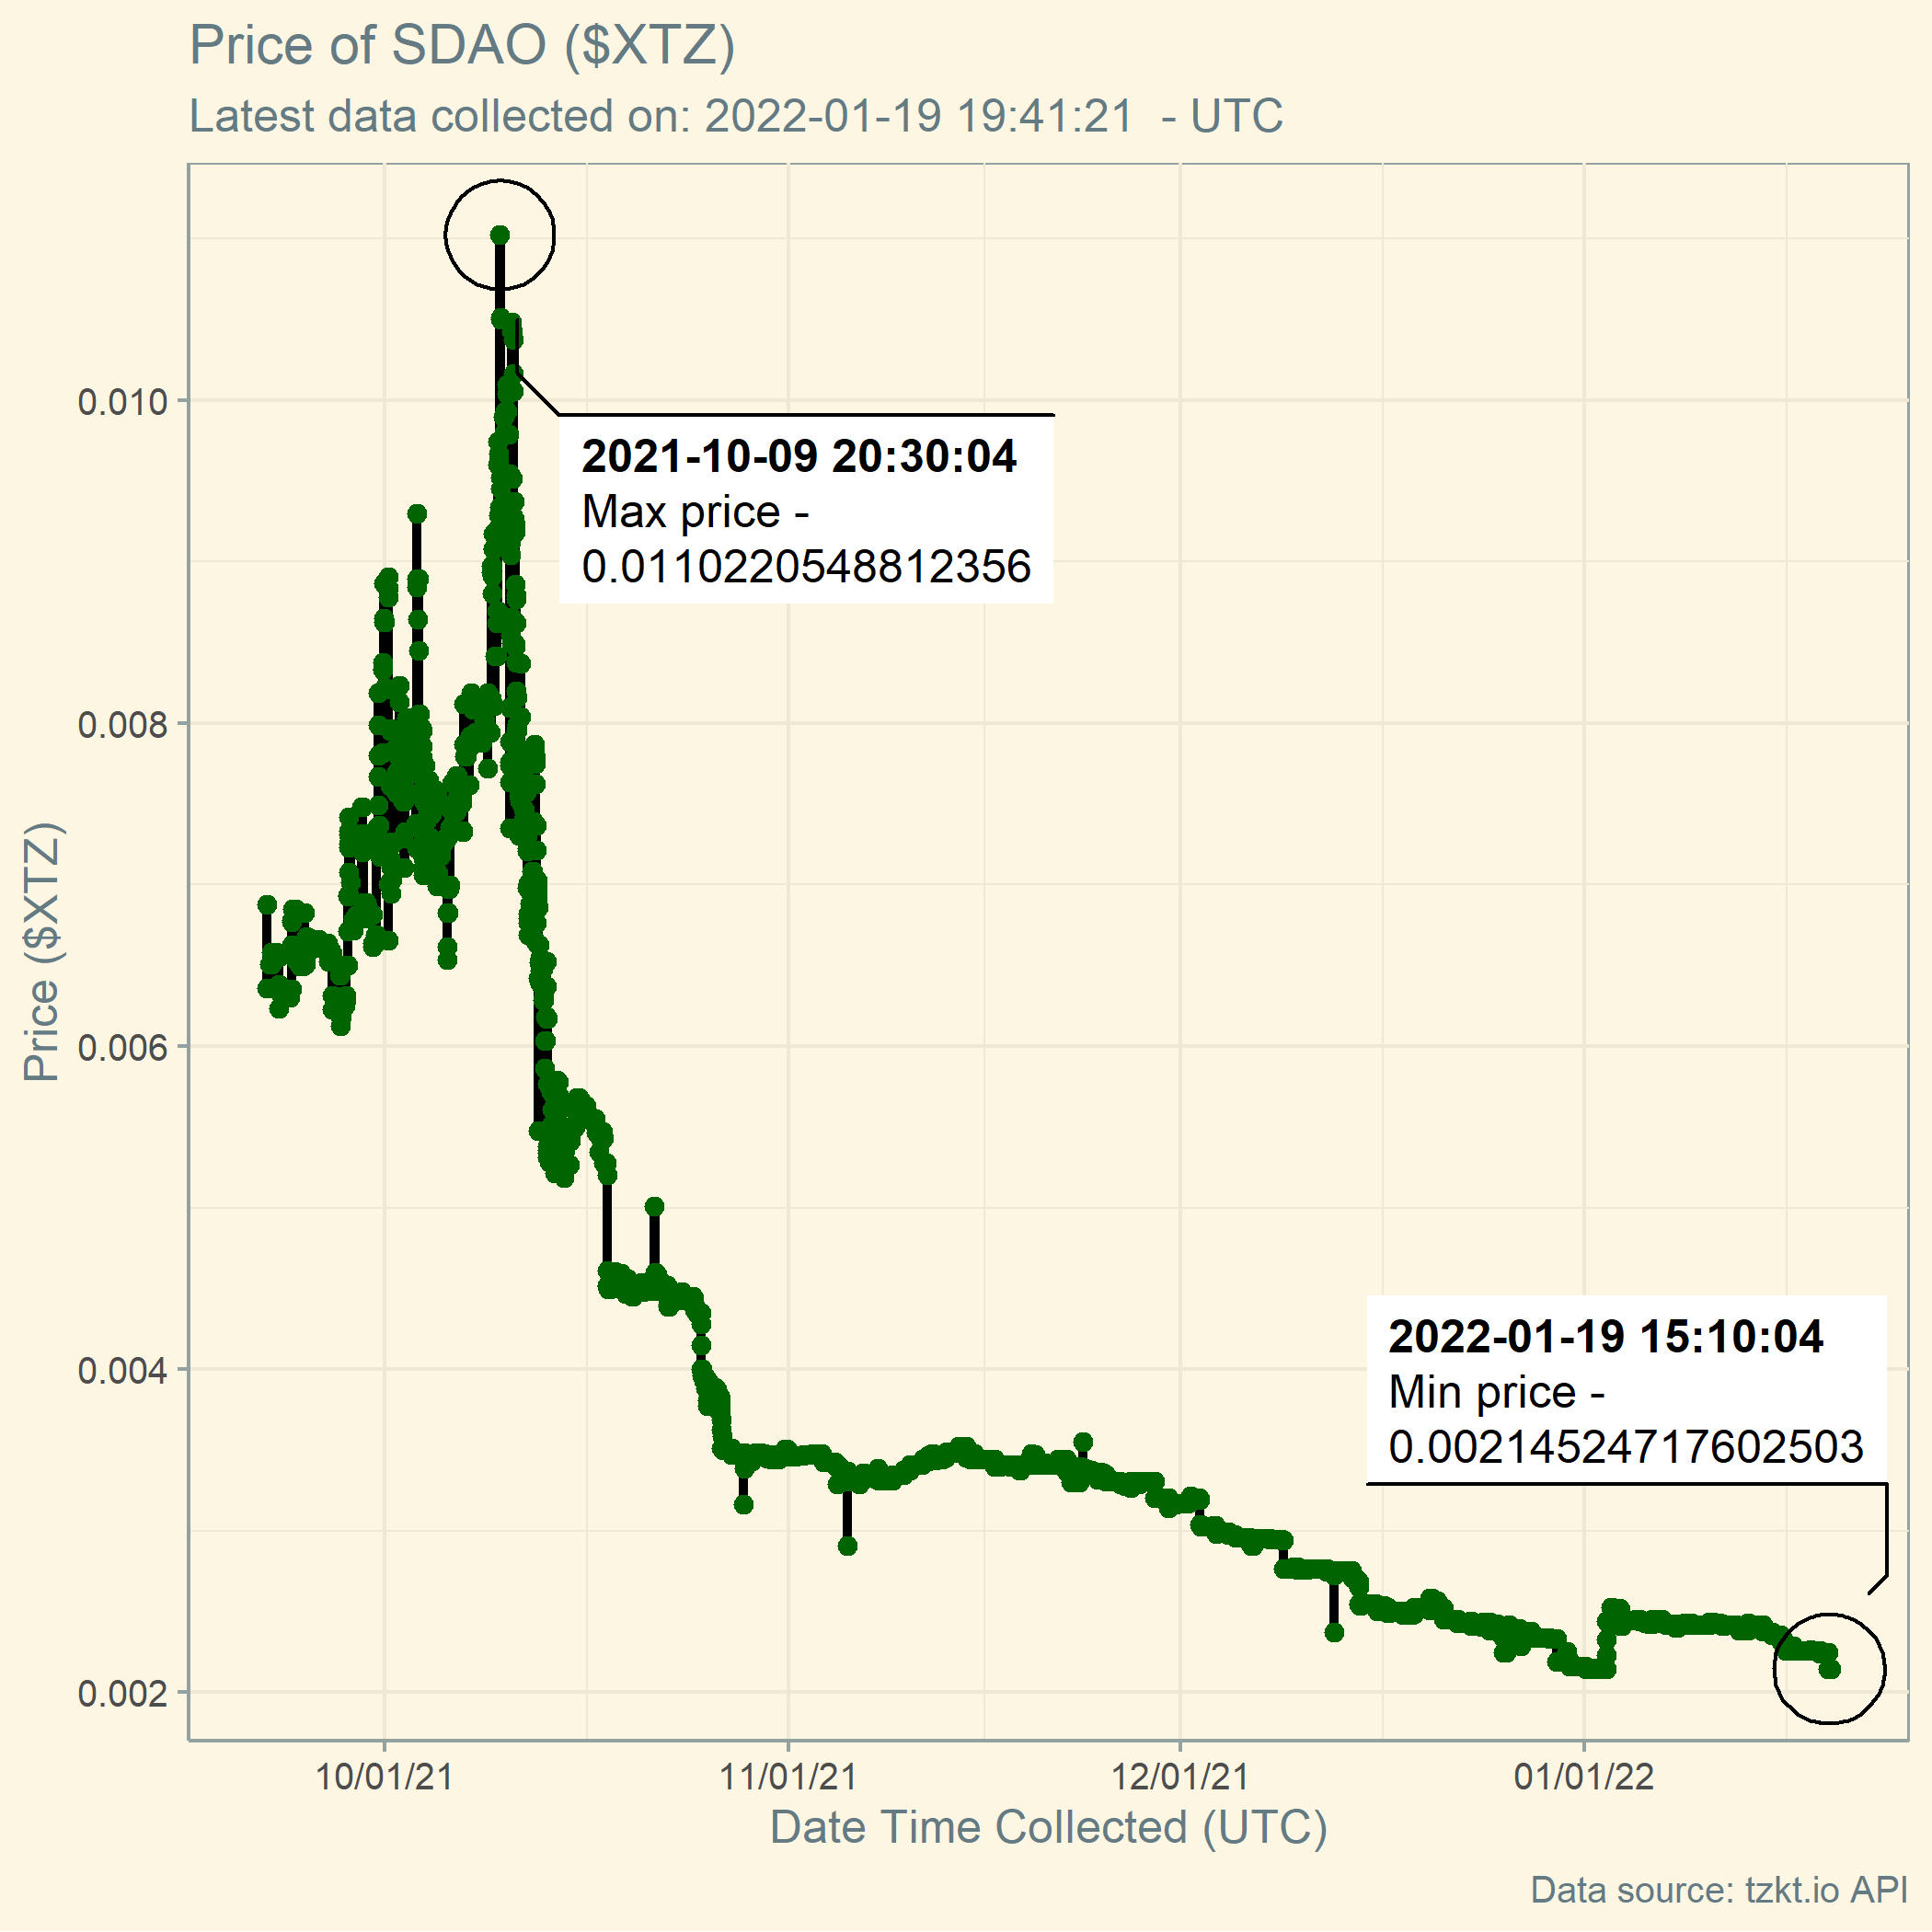 Price of SDAO ($XTZ)
Latest data collected on: 2022-01-19 19:41:21  - UTC
2021-10-09 20:30:04
Max price -
0.0110220548812356
0.010
0.008
0.006
0.004
0.002
Price ($XTZ)
2022-01-19 15:10:04
Min price -
0.00214524717602503
10/01/21
11/01/21
12/01/21
01/01/22
Date Time Collected (UTC)
Data source: tzkt.io API